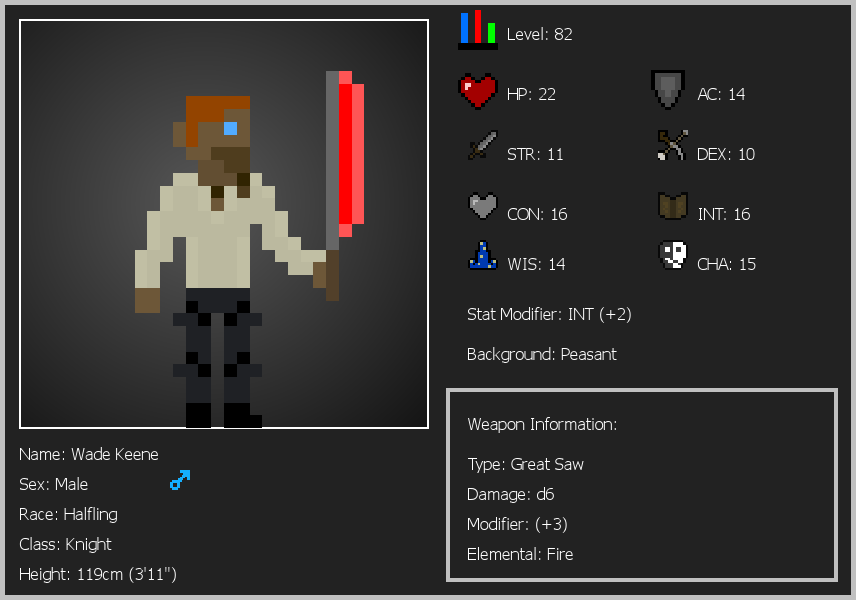 Level: 82
HP: 22
AC: 14
STR: 11
DEX: 10
CON: 16
INT: 16
WIS: 14
CHA: 15
Stat Modifier: INT (+2)
Background: Peasant
Weapon Information:
Type: Great Saw
Damage: d6
Modifier: (+3)
Elemental: Fire
Name: Wade Keene
Sex: Male
Race: Halfling
Class: Knight
Height: 119cm (3'11")